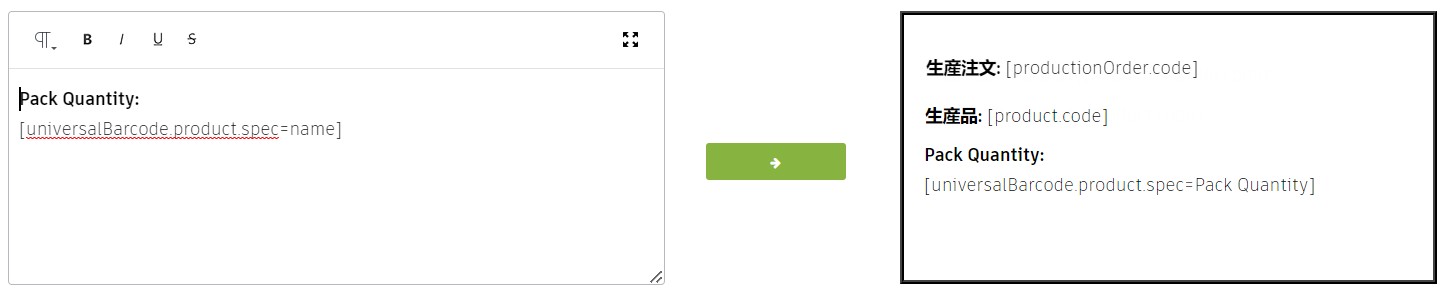 B I U S
Pack Quantity:
[universalBarcode.product.spec=name]
生産注文: [productionOrder.code]
生産品: [product.code]
Pack Quantity:
[universalBarcode.product.spec=Pack Quantity]